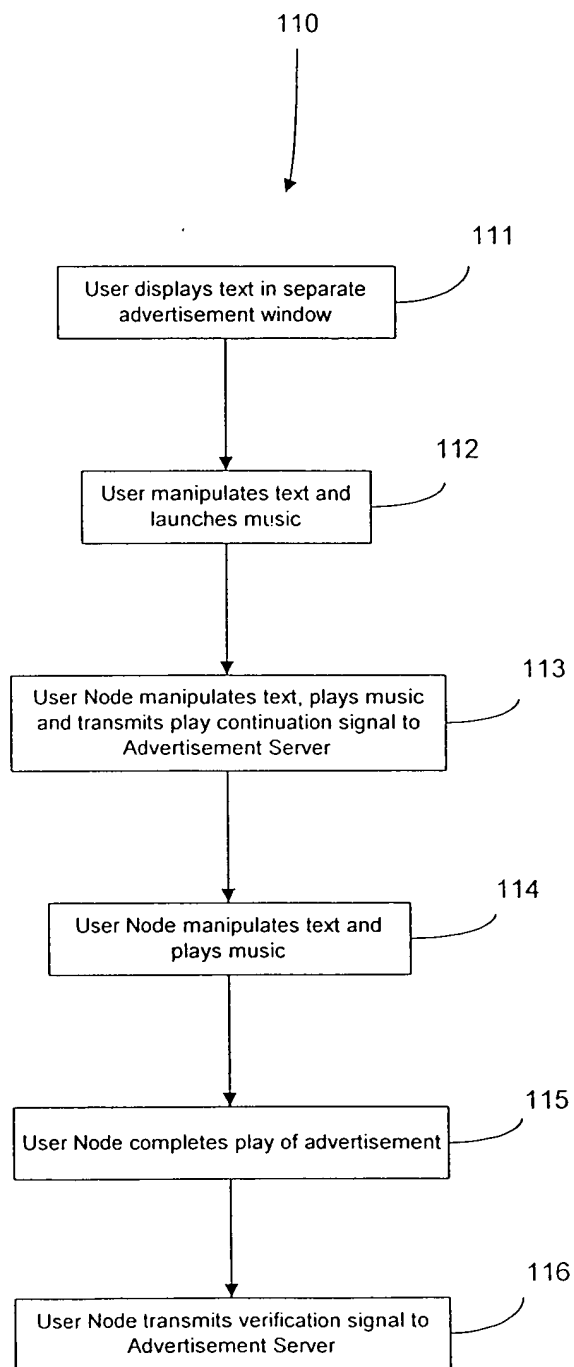 110
111
User displays text in separate
advertisement window
112
User manipulates text and
launches music
113
User Node manipulates text, plays music
and transmits play continuation signal to
Advertisement Server
114
User Node manipulates text and
plays music
115
User Node completes play of advertisement
116
User Node transmits verification signal to
Advertisement Server